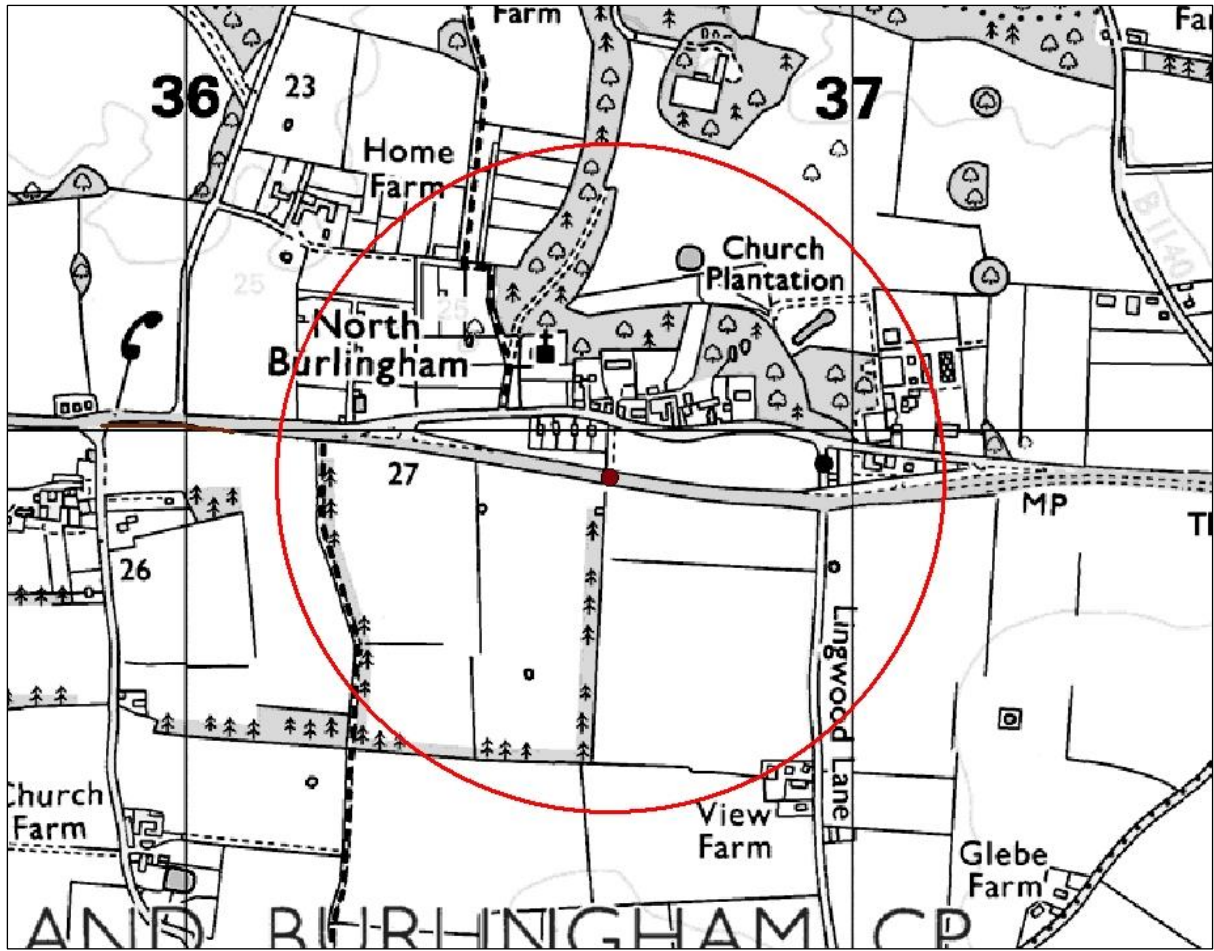 Farm
36
23
37
Home
Farm
B1140
Church
Plantation
25
25
North
Burlingham
27
MP
26
Lingwood Lane
Church
Farm
View
Farm
Glebe
Farm
AND BURLINGHAM CP